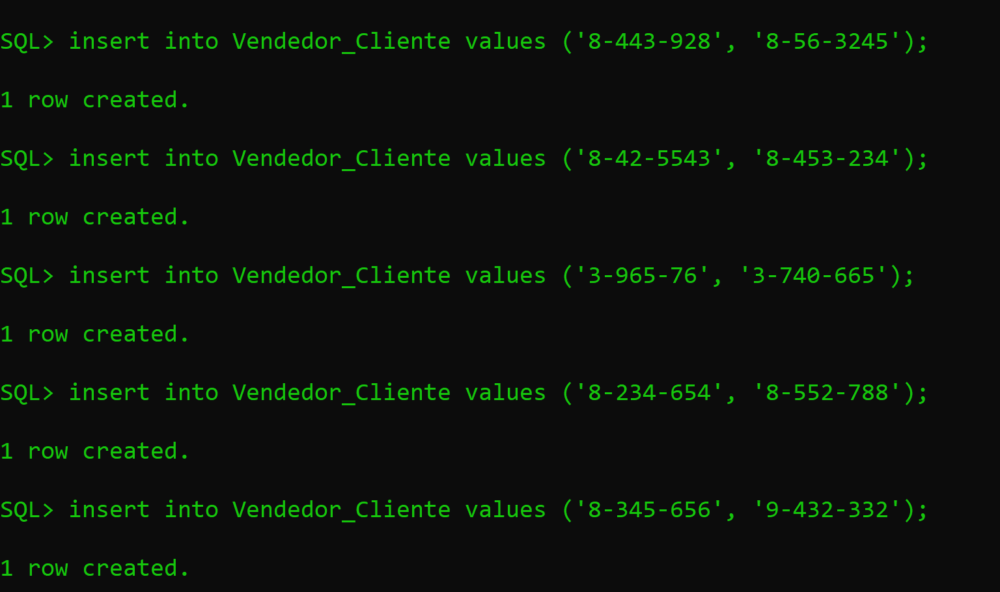 SQL> insert into Vendedor_Cliente values ('8-443-928', '8-56-3245');
1 row created.
SQL> insert into Vendedor_Cliente values ('8-42-5543', '8-453-234');
1 row created.
SQL> insert into Vendedor_Cliente values ('3-965-76', '3-740-665');
1 row created.
SQL> insert into Vendedor_Cliente values ('8-234-654', '8-552-788');
1 row created.
SQL> insert into Vendedor_Cliente values ('8-345-656', '9-432-332');
1 row created.